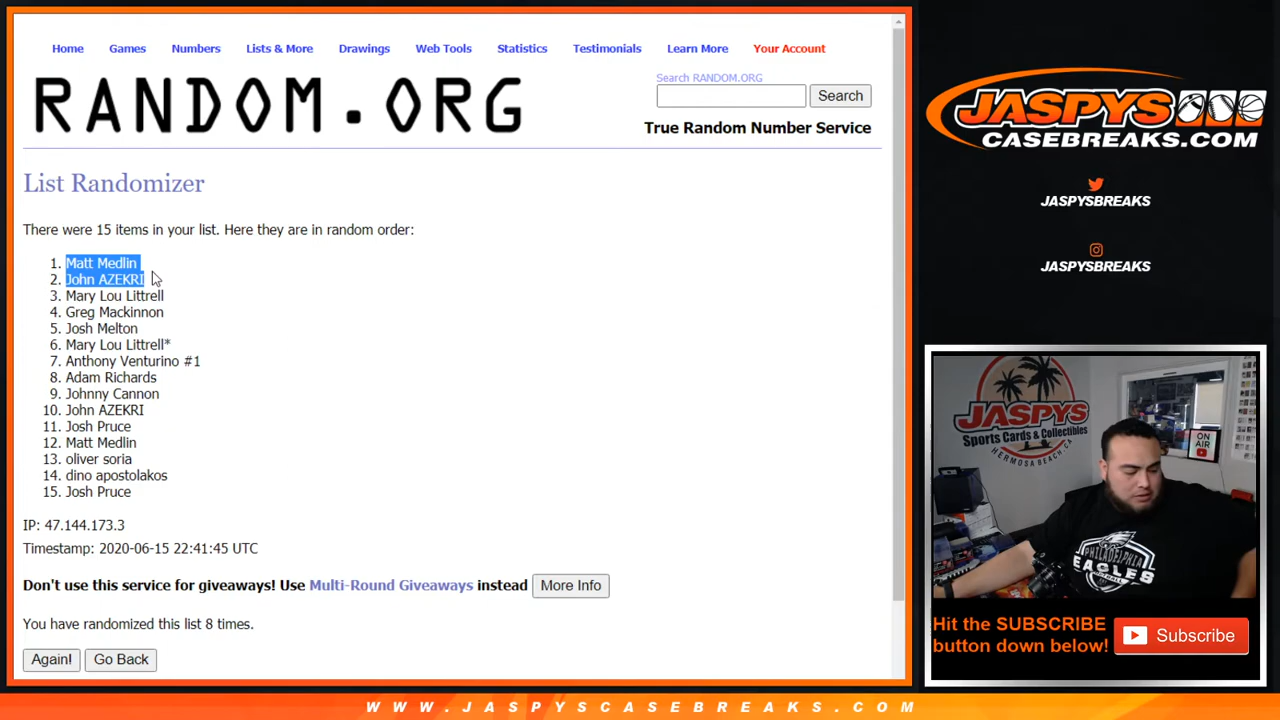 Home Games Numbers Lists & More Drawings Web Tools Statistics Testimonials Learn More Your Account
RANDOM.ORG
Search RANDOM.ORG
Search
True Random Number Service
List Randomizer
There were 15 items in your list. Here they are in random order:
1. Matt Medlin
2. John AZEKRI
3. Mary Lou Littrell
4. Greg Mackinnon
5. Josh Melton
6. Mary Lou Littrell*
7. Anthony Venturino #1
8. Adam Richards
9. Johnny Cannon
10. John AZEKRI
11. Josh Pruce
12. Matt Medlin
13. oliver soria
14. dino apostolakos
15. Josh Pruce
IP: 47.144.173.3
Timestamp: 2020-06-15 22:41:45 UTC
Don't use this service for giveaways! Use Multi-Round Giveaways instead More Info
You have randomized this list 8 times.
Again! Go Back
JASPYS
CASEBREAKS.COM
JASPYSBREAKS
JASPYSBREAKS
JASPYS
Sports Cards & Collectibles
HERMOSA BEACH, CA
ON
AIR
PHILADELPHIA
EAGLES
FOOTBALL
Hit the SUBSCRIBE
button down below!
Subscribe
WWW.JASPYSCASEBREAKS.COM